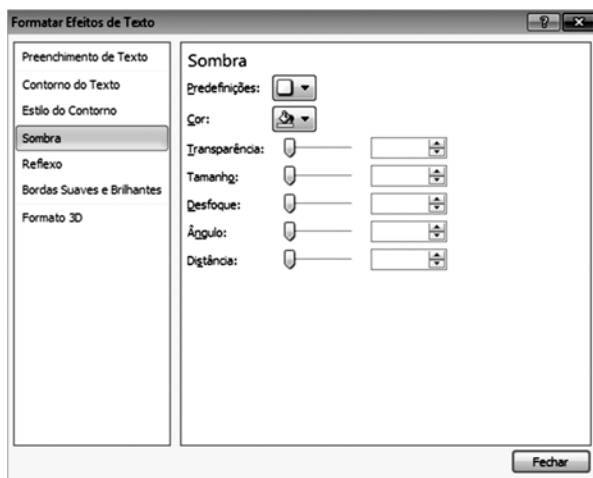 Formatar Efeitos de Texto
Preenchimento de Texto
Contorno do Texto
Estilo do Contorno
Sombra
Reflexo
Bordas Suaves e Brilhantes
Formato 3D
Sombra
Predefinições:
Cor:
Transparência:
Tamanho:
Desfoque:
Ângulo:
Distância:
Fechar